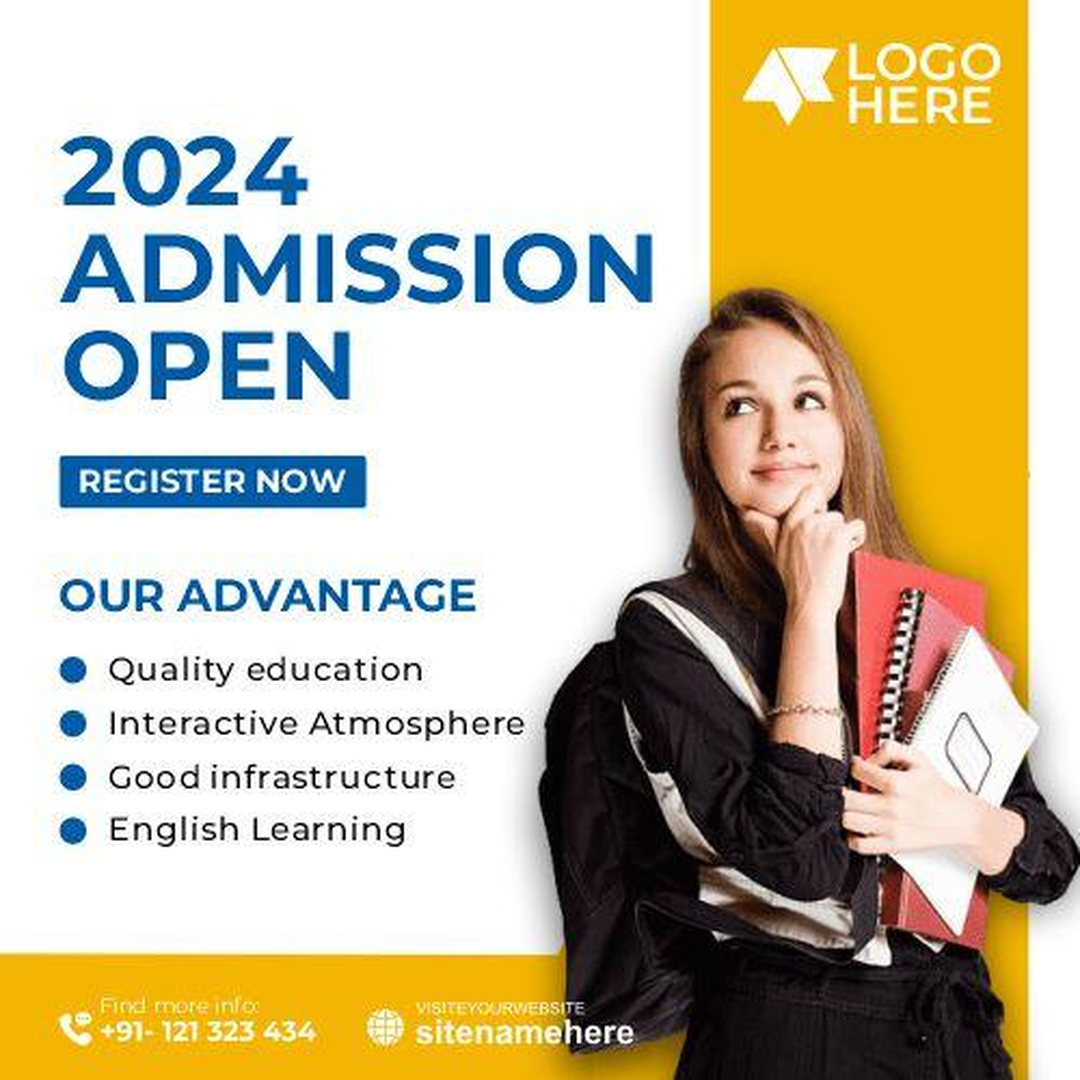 LOGO
HERE
2024
ADMISSION
OPEN
REGISTER NOW
OUR ADVANTAGE
Quality education
Interactive Atmosphere
Good infrastructure
English Learning
Find more info:
+91- 121 323 434
VISITEYOURWEBSITE
sitenamehere